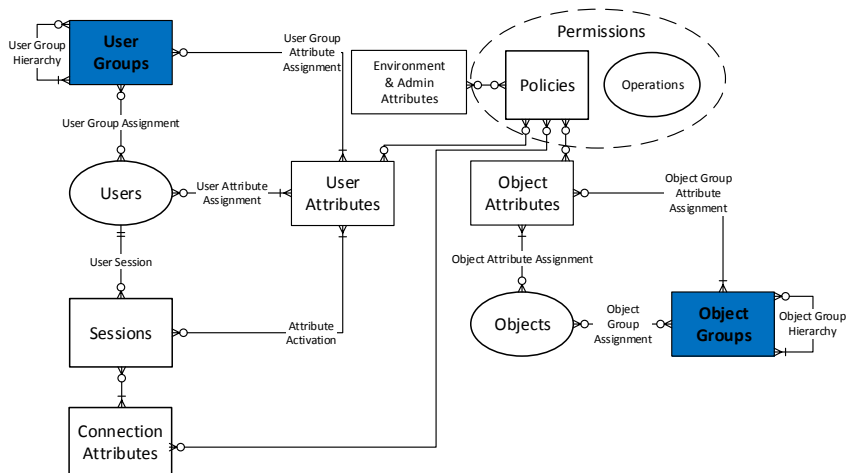 User Group
Hierarchy
User
Groups
User Group
Attribute
Assignment
Permissions
Environment
& Admin
Attributes
Policies
Operations
User Group Assignment
Users
User Attribute
Assignment
User
Attributes
Object
Attributes
Object Group
Attribute
Assignment
User Session
Object Attribute Assignment
Sessions
Attribute
Activation
Objects
Object
Group
Assignment
Object
Groups
Object Group
Hierarchy
Connection
Attributes